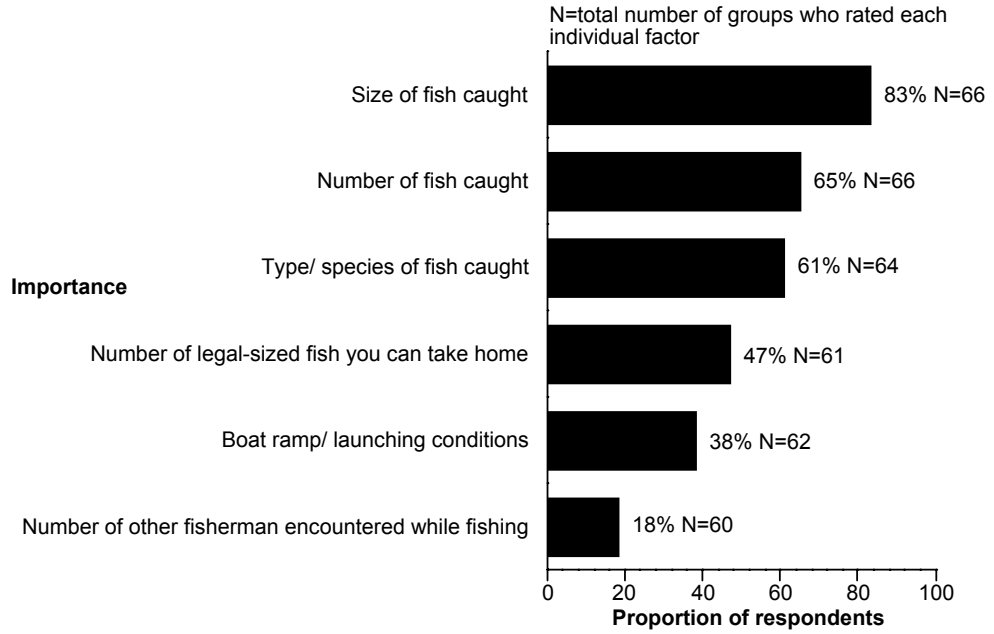 N=total number of groups who rated each
individual factor
Size of fish caught
83% N=66
Number of fish caught
65% N=66
Type/ species of fish caught
61% N=64
Importance
Number of legal-sized fish you can take home
47% N=61
Boat ramp/ launching conditions
38% N=62
Number of other fisherman encountered while fishing
18% N=60
0 20 40 60 80 100
Proportion of respondents